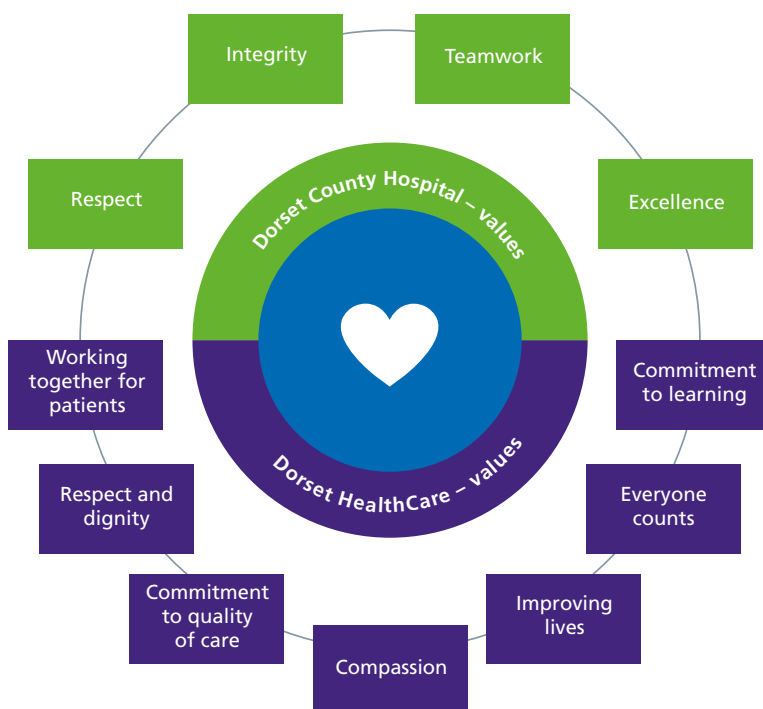 Integrity
Teamwork
Respect
Excellence
Dorset County Hospital – values
Working
together for
patients
Commitment
to learning
Dorset HealthCare – values
Respect and
dignity
Everyone
counts
Commitment
to quality
of care
Improving
lives
Compassion